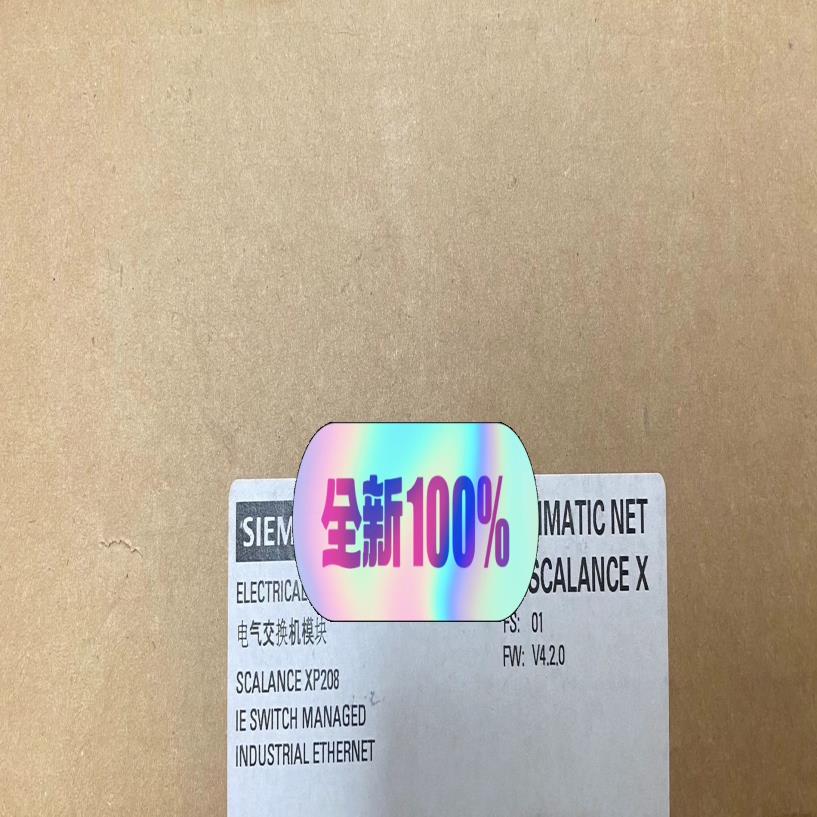 全新100%
SIEM
IMATIC NET
SCALANCE X
ELECTRICAL
FS: 01
电气交换机模块
FW: V4.2.0
SCALANCE XP208
IE SWITCH MANAGED
INDUSTRIAL ETHERNET